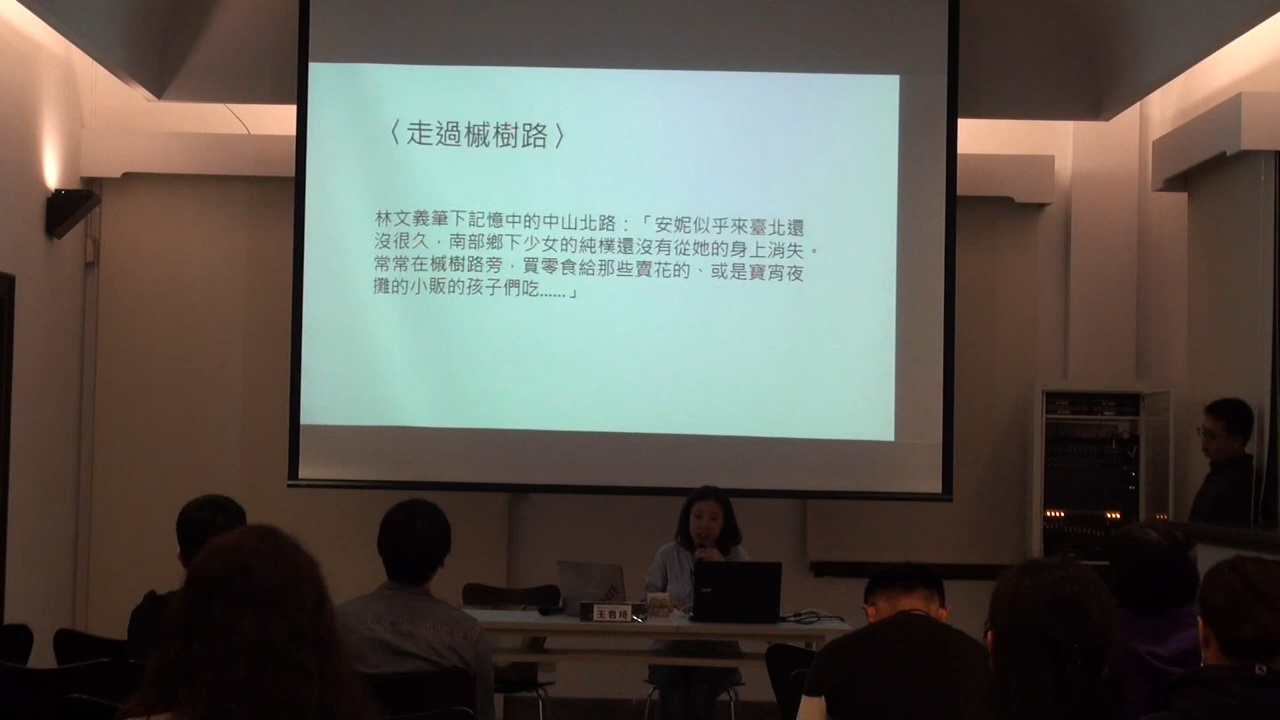 〈走過槭樹路〉
林文義筆下記憶中的中山北路：「安妮似乎來臺北還
沒很久，南部鄉下少女的純樸還沒有從她的身上消失。
常常在槭樹路旁，買零食給那些賣花的、或是寶宵夜
攤的小販的孩子們吃……」
王君琦